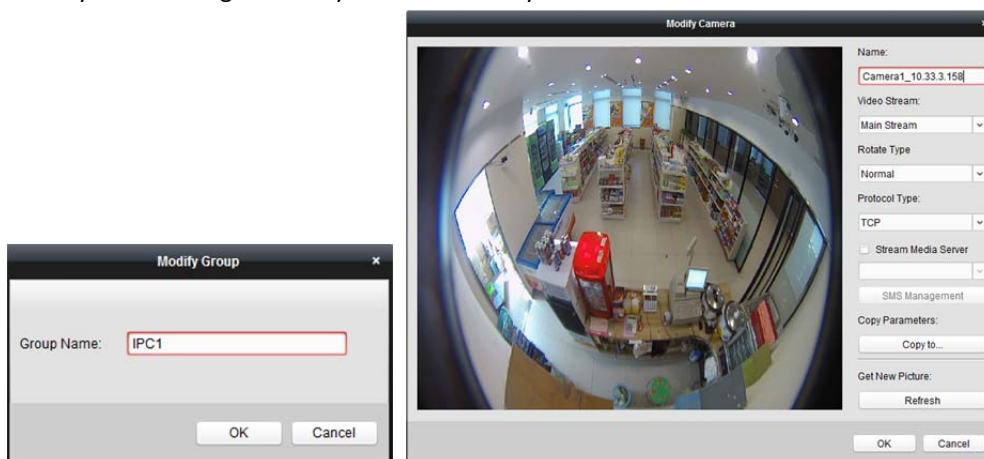 Modify Camera
Name:
Camera1_10.33.3.158
Video Stream:
Main Stream
Rotate Type
Normal
Protocol Type:
TCP
Stream Media Server
SMS Management
Copy Parameters:
Copy to...
Get New Picture:
Refresh
OK Cancel
Modify Group ×
Group Name: IPC1
OK Cancel